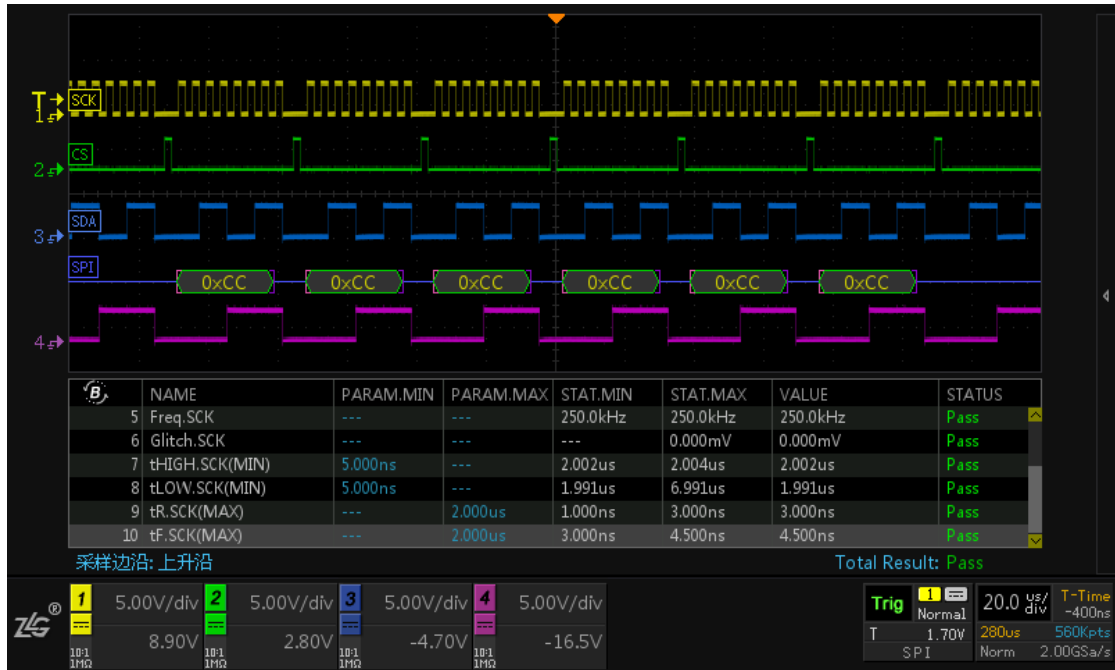 T
SCK
1
CS
2
SDA
3
SPI
0xCC 0xCC 0xCC 0xCC 0xCC 0xCC
4
B NAME PARAM.MIN PARAM.MAX STAT.MIN STAT.MAX VALUE STATUS
5 Freq.SCK --- --- 250.0kHz 250.0kHz 250.0kHz Pass
6 Glitch.SCK --- --- --- 0.000mV 0.000mV Pass
7 tHIGH.SCK(MIN) 5.000ns --- 2.002us 2.004us 2.002us Pass
8 tLOW.SCK(MIN) 5.000ns --- 1.991us 6.991us 1.991us Pass
9 tR.SCK(MAX) --- 2.000us 1.000ns 3.000ns 3.000ns Pass
10 tF.SCK(MAX) --- 2.000us 3.000ns 4.500ns 4.500ns Pass
采样边沿: 上升沿 Total Result: Pass
ZLG®
1 5.00V/div 2 5.00V/div 3 5.00V/div 4 5.00V/div
8.90V 2.80V -4.70V -16.5V
10:1 10:1 10:1 10:1
1MΩ 1MΩ 1MΩ 1MΩ
Trig 1 Normal
T 1.70V
SPI
20.0 us/div T-Time
-400ns
280us 560Kpts
Norm 2.00GSa/s